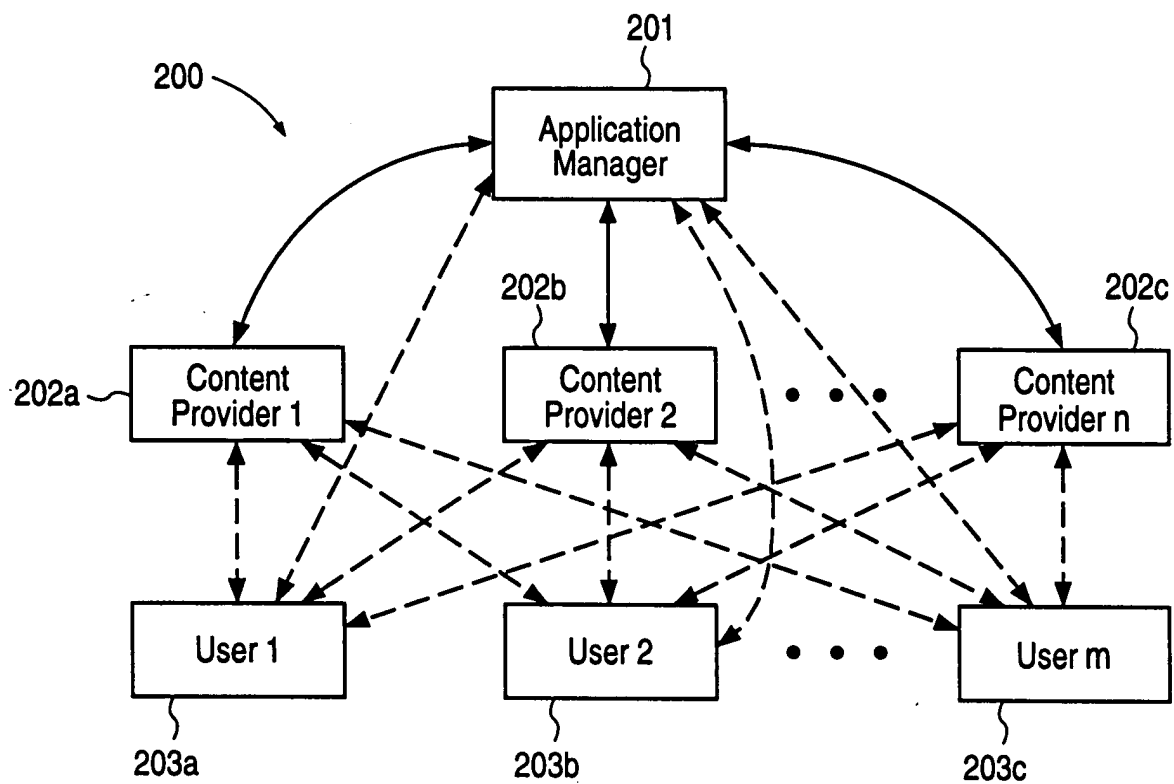 201
200
Application
Manager
202b
202c
202a
Content
Provider 1
Content
Provider 2
Content
Provider n
User 1
User 2
User m
203a
203b
203c